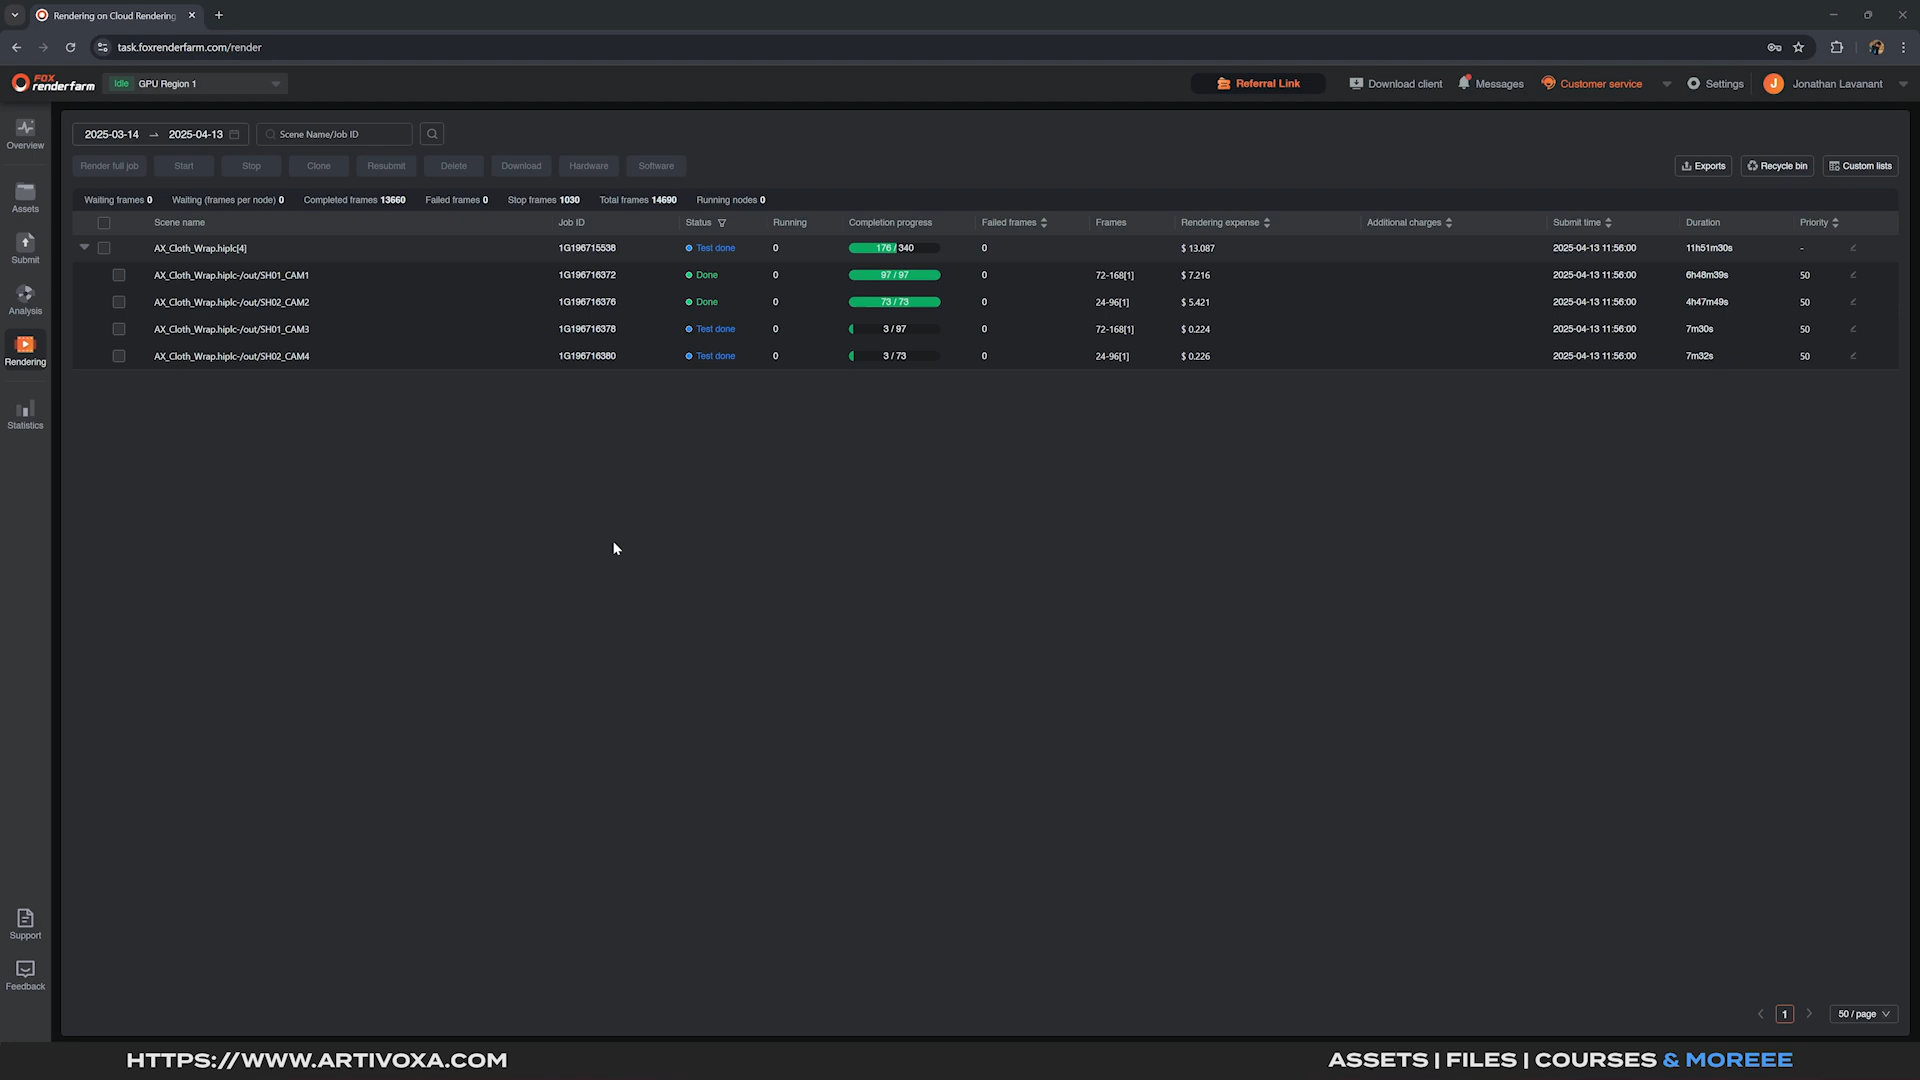 Rendering on Cloud Rendering
task.foxrenderfarm.com/render
FOX renderfarm
Idle GPU Region 1
Referral Link
Download client
Messages
Customer service
Settings
J Jonathan Lavanant
Overview
Assets
Submit
Analysis
Rendering
Statistics
Support
Feedback
2025-03-14 → 2025-04-13
Scene Name/Job ID
Render full job Start Stop Clone Resubmit Delete Download Hardware Software
Exports Recycle bin Custom lists
Waiting frames 0 Waiting (frames per node) 0 Completed frames 13660 Failed frames 0 Stop frames 1030 Total frames 14690 Running nodes 0
Scene name Job ID Status Running Completion progress Failed frames Frames Rendering expense Additional charges Submit time Duration Priority
AX_Cloth_Wrap.hiplc[4] 1G196715538 Test done 0 176 / 340 0 $ 13.087 2025-04-13 11:56:00 11h51m30s -
AX_Cloth_Wrap.hiplc-/out/SH01_CAM1 1G196716372 Done 0 97 / 97 0 72-168[1] $ 7.216 2025-04-13 11:56:00 6h48m39s 50
AX_Cloth_Wrap.hiplc-/out/SH02_CAM2 1G196716376 Done 0 73 / 73 0 24-96[1] $ 5.421 2025-04-13 11:56:00 4h47m49s 50
AX_Cloth_Wrap.hiplc-/out/SH01_CAM3 1G196716378 Test done 0 3 / 97 0 72-168[1] $ 0.224 2025-04-13 11:56:00 7m30s 50
AX_Cloth_Wrap.hiplc-/out/SH02_CAM4 1G196716380 Test done 0 3 / 73 0 24-96[1] $ 0.226 2025-04-13 11:56:00 7m32s 50
1 50 / page
HTTPS://WWW.ARTIVOXA.COM
ASSETS | FILES | COURSES & MOREEE